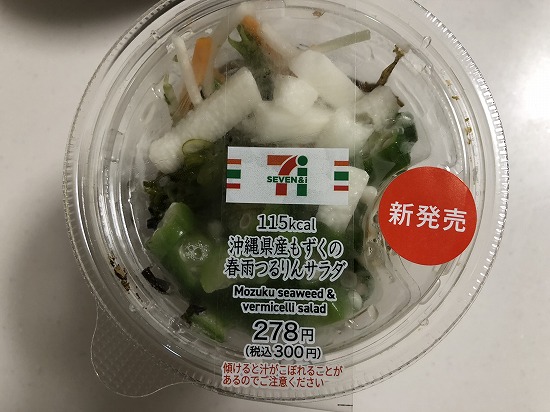 7i
SEVEN&i
115kcal
沖縄県産もずくの
春雨つるりんサラダ
Mozuku seaweed &
vermicelli salad
278円
(税込300円)
傾けると汁がこぼれることが
あるのでご注意ください
新発売